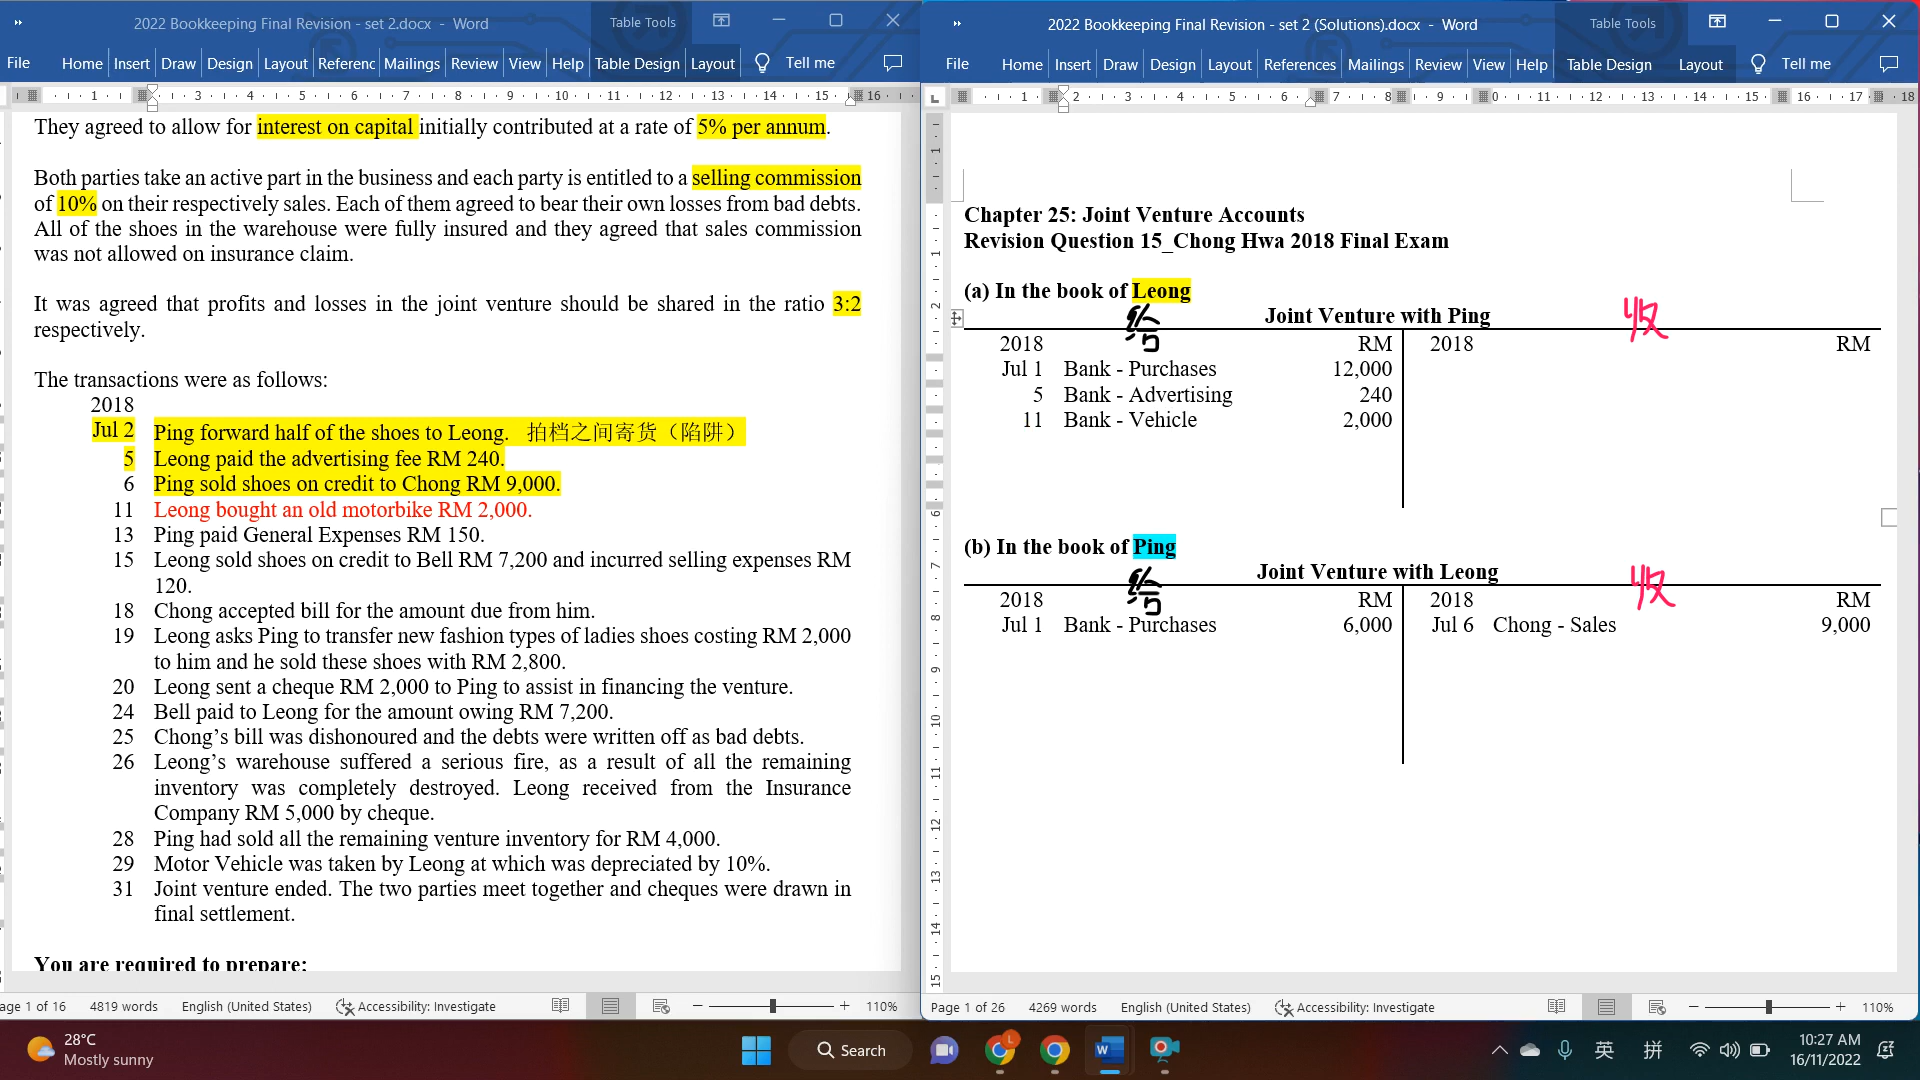 2022 Bookkeeping Final Revision - set 2.docx - Word
Table Tools
File Home Insert Draw Design Layout Referenc Mailings Review View Help Table Design Layout Tell me
They agreed to allow for interest on capital initially contributed at a rate of 5% per annum.
Both parties take an active part in the business and each party is entitled to a selling commission
of 10% on their respectively sales. Each of them agreed to bear their own losses from bad debts.
All of the shoes in the warehouse were fully insured and they agreed that sales commission
was not allowed on insurance claim.
It was agreed that profits and losses in the joint venture should be shared in the ratio 3:2
respectively.
The transactions were as follows:
2018
Jul 2 Ping forward half of the shoes to Leong. 拍档之间寄货（陷阱）
5 Leong paid the advertising fee RM 240.
6 Ping sold shoes on credit to Chong RM 9,000.
11 Leong bought an old motorbike RM 2,000.
13 Ping paid General Expenses RM 150.
15 Leong sold shoes on credit to Bell RM 7,200 and incurred selling expenses RM
120.
18 Chong accepted bill for the amount due from him.
19 Leong asks Ping to transfer new fashion types of ladies shoes costing RM 2,000
to him and he sold these shoes with RM 2,800.
20 Leong sent a cheque RM 2,000 to Ping to assist in financing the venture.
24 Bell paid to Leong for the amount owing RM 7,200.
25 Chong’s bill was dishonoured and the debts were written off as bad debts.
26 Leong’s warehouse suffered a serious fire, as a result of all the remaining
inventory was completely destroyed. Leong received from the Insurance
Company RM 5,000 by cheque.
28 Ping had sold all the remaining venture inventory for RM 4,000.
29 Motor Vehicle was taken by Leong at which was depreciated by 10%.
31 Joint venture ended. The two parties meet together and cheques were drawn in
final settlement.
You are required to prepare:
age 1 of 16 4819 words English (United States) Accessibility: Investigate 110%
2022 Bookkeeping Final Revision - set 2 (Solutions).docx - Word
Table Tools
File Home Insert Draw Design Layout References Mailings Review View Help Table Design Layout Tell me
Chapter 25: Joint Venture Accounts
Revision Question 15_Chong Hwa 2018 Final Exam
(a) In the book of Leong
给 Joint Venture with Ping 收
2018 RM 2018 RM
Jul 1 Bank - Purchases 12,000
5 Bank - Advertising 240
11 Bank - Vehicle 2,000
(b) In the book of Ping
给 Joint Venture with Leong 收
2018 RM 2018 RM
Jul 1 Bank - Purchases 6,000 Jul 6 Chong - Sales 9,000
Page 1 of 26 4269 words English (United States) Accessibility: Investigate 110%
28°C
Mostly sunny
Search
英 拼
10:27 AM
16/11/2022